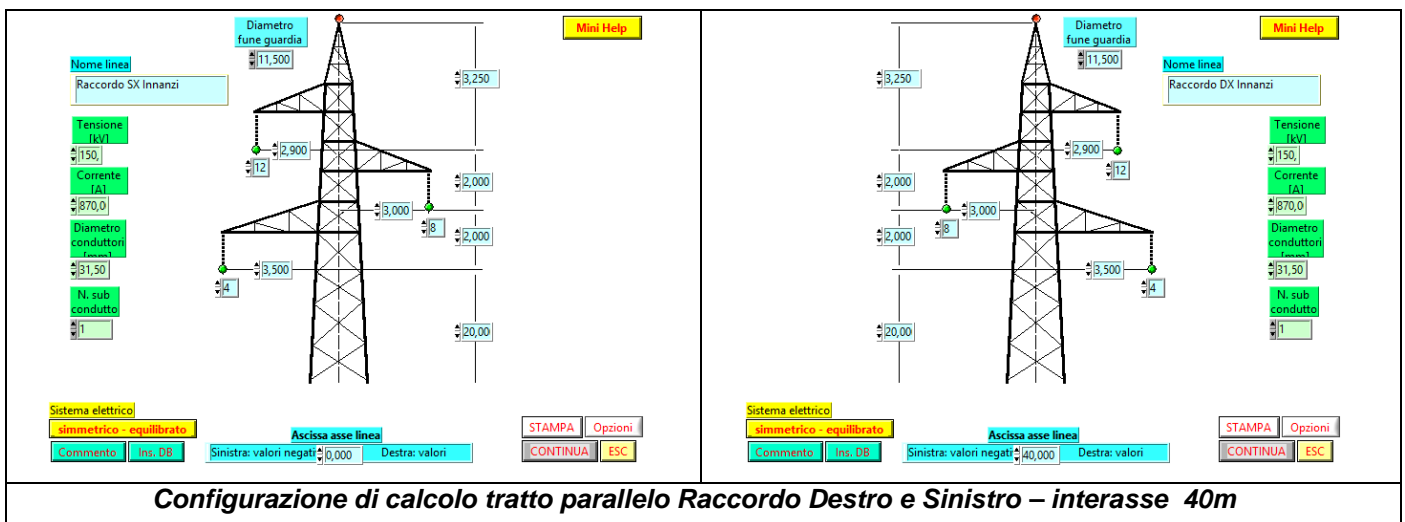 Diametro
fune guardia
11,500
Mini Help
Nome linea
Raccordo SX Innanzi
3,250
Tensione
[kV]
150,
Corrente
[A]
870,0
Diametro
conduttori
[mm]
31,50
N. sub
condutto
1
2,900
12
2,000
3,000
8
2,000
3,500
4
20,00
Sistema elettrico
simmetrico - equilibrato
Commento
Ins. DB
Ascissa asse linea
Sinistra: valori negati
0,000
Destra: valori
STAMPA
Opzioni
CONTINUA
ESC
Diametro
fune guardia
11,500
Mini Help
3,250
Nome linea
Raccordo DX Innanzi
Tensione
[kV]
150,
Corrente
[A]
870,0
Diametro
conduttori
[mm]
31,50
N. sub
condutto
1
2,900
12
2,000
3,000
8
2,000
3,500
4
20,00
Sistema elettrico
simmetrico - equilibrato
Commento
Ins. DB
Ascissa asse linea
Sinistra: valori negati
40,000
Destra: valori
STAMPA
Opzioni
CONTINUA
ESC
Configurazione di calcolo tratto parallelo Raccordo Destro e Sinistro – interasse 40m